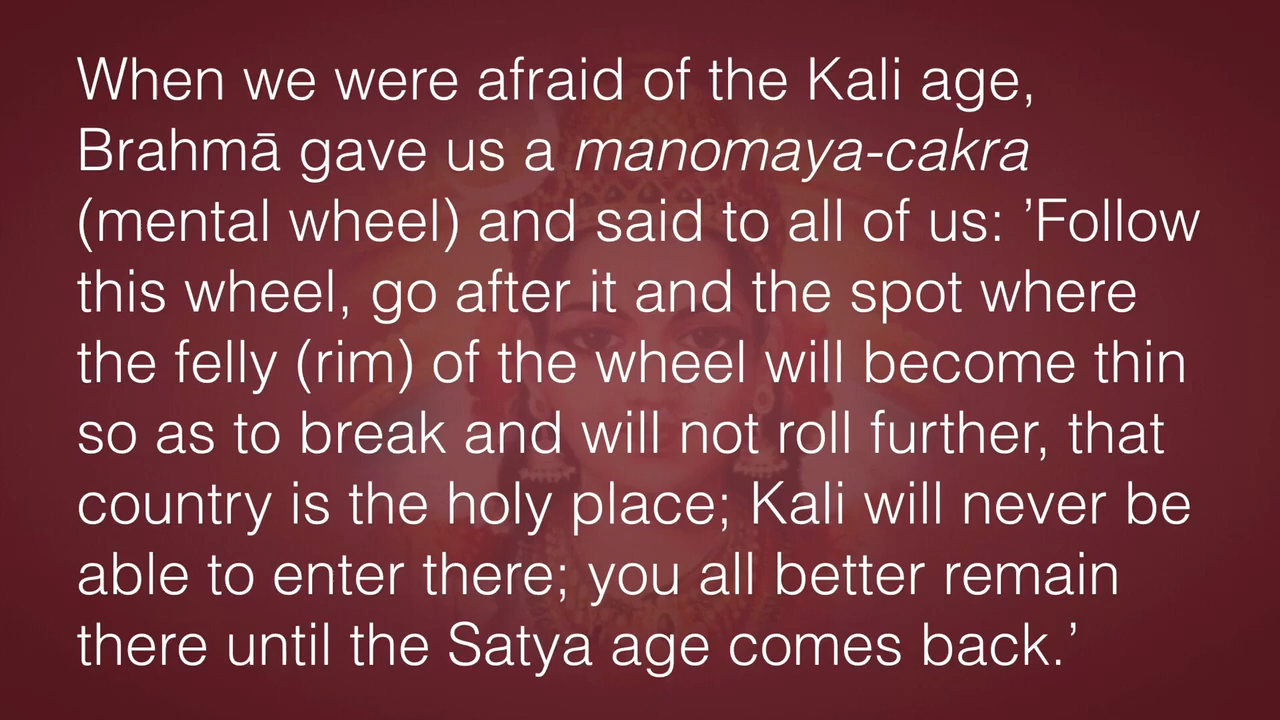 When we were afraid of the Kali age,
Brahmā gave us a manomaya-cakra
(mental wheel) and said to all of us: ’Follow
this wheel, go after it and the spot where
the felly (rim) of the wheel will become thin
so as to break and will not roll further, that
country is the holy place; Kali will never be
able to enter there; you all better remain
there until the Satya age comes back.’